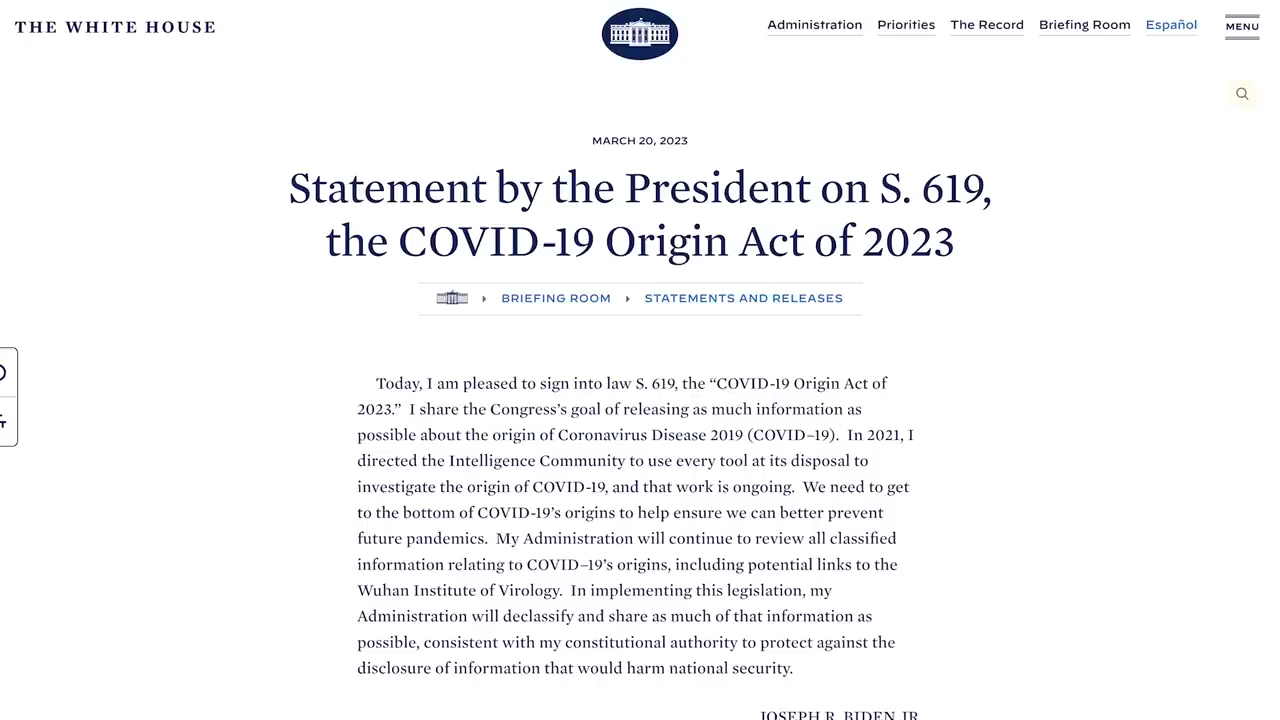 THE WHITE HOUSE
Administration
Priorities
The Record
Briefing Room
Español
MENU
MARCH 20, 2023
Statement by the President on S. 619,
the COVID-19 Origin Act of 2023
BRIEFING ROOM
STATEMENTS AND RELEASES
Today, I am pleased to sign into law S. 619, the “COVID-19 Origin Act of
2023.”  I share the Congress’s goal of releasing as much information as
possible about the origin of Coronavirus Disease 2019 (COVID–19).  In 2021, I
directed the Intelligence Community to use every tool at its disposal to
investigate the origin of COVID-19, and that work is ongoing.  We need to get
to the bottom of COVID-19’s origins to help ensure we can better prevent
future pandemics.  My Administration will continue to review all classified
information relating to COVID–19’s origins, including potential links to the
Wuhan Institute of Virology.  In implementing this legislation, my
Administration will declassify and share as much of that information as
possible, consistent with my constitutional authority to protect against the
disclosure of information that would harm national security.
JOSEPH R. BIDEN JR